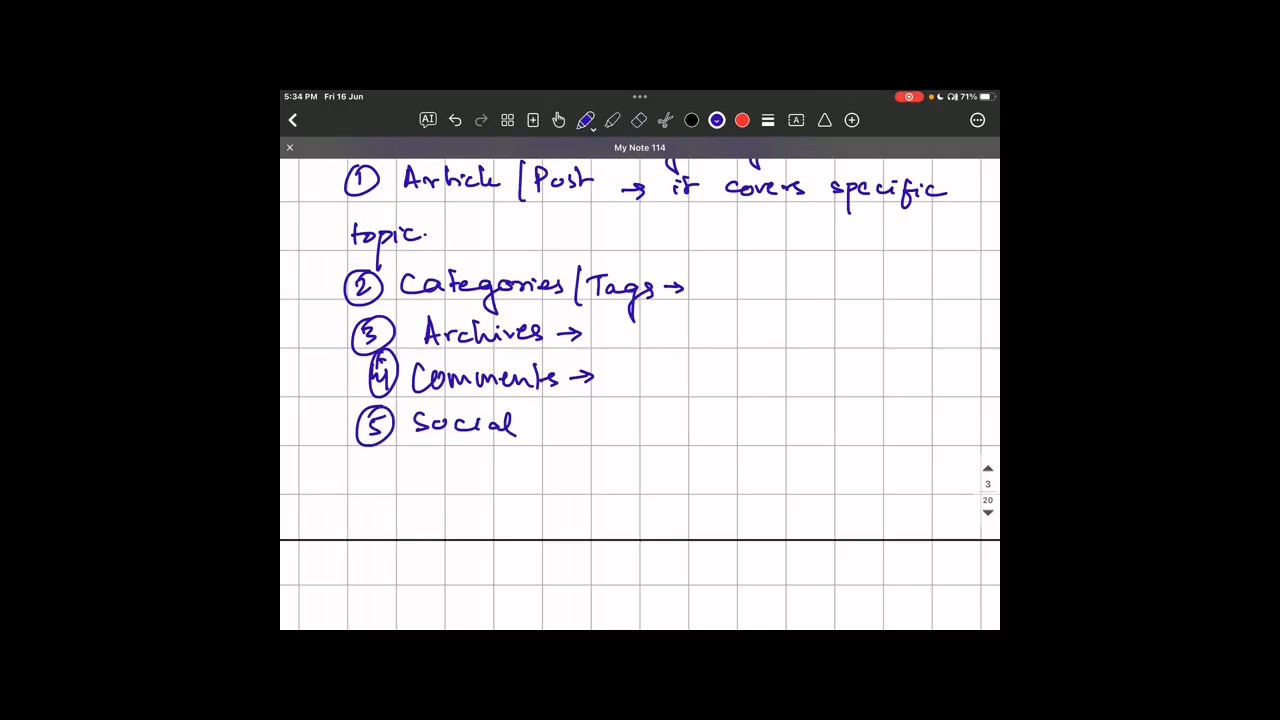 5:34 PM Fri 16 Jun
71%
AI
A
My Note 114
① Article / Post → it covers specific
topic.
② Categories / Tags →
③ Archives →
④ Comments →
⑤ Social
3
20